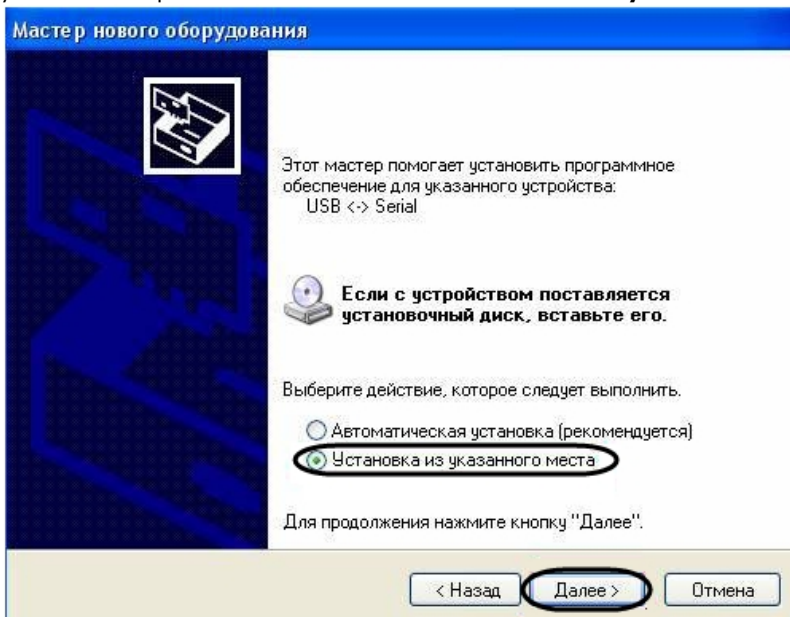 Мастер нового оборудования
Этот мастер помогает установить программное
обеспечение для указанного устройства:
USB <-> Serial
Если с устройством поставляется
установочный диск, вставьте его.
Выберите действие, которое следует выполнить.
Автоматическая установка (рекомендуется)
Установка из указанного места
Для продолжения нажмите кнопку "Далее".
< Назад Далее > Отмена